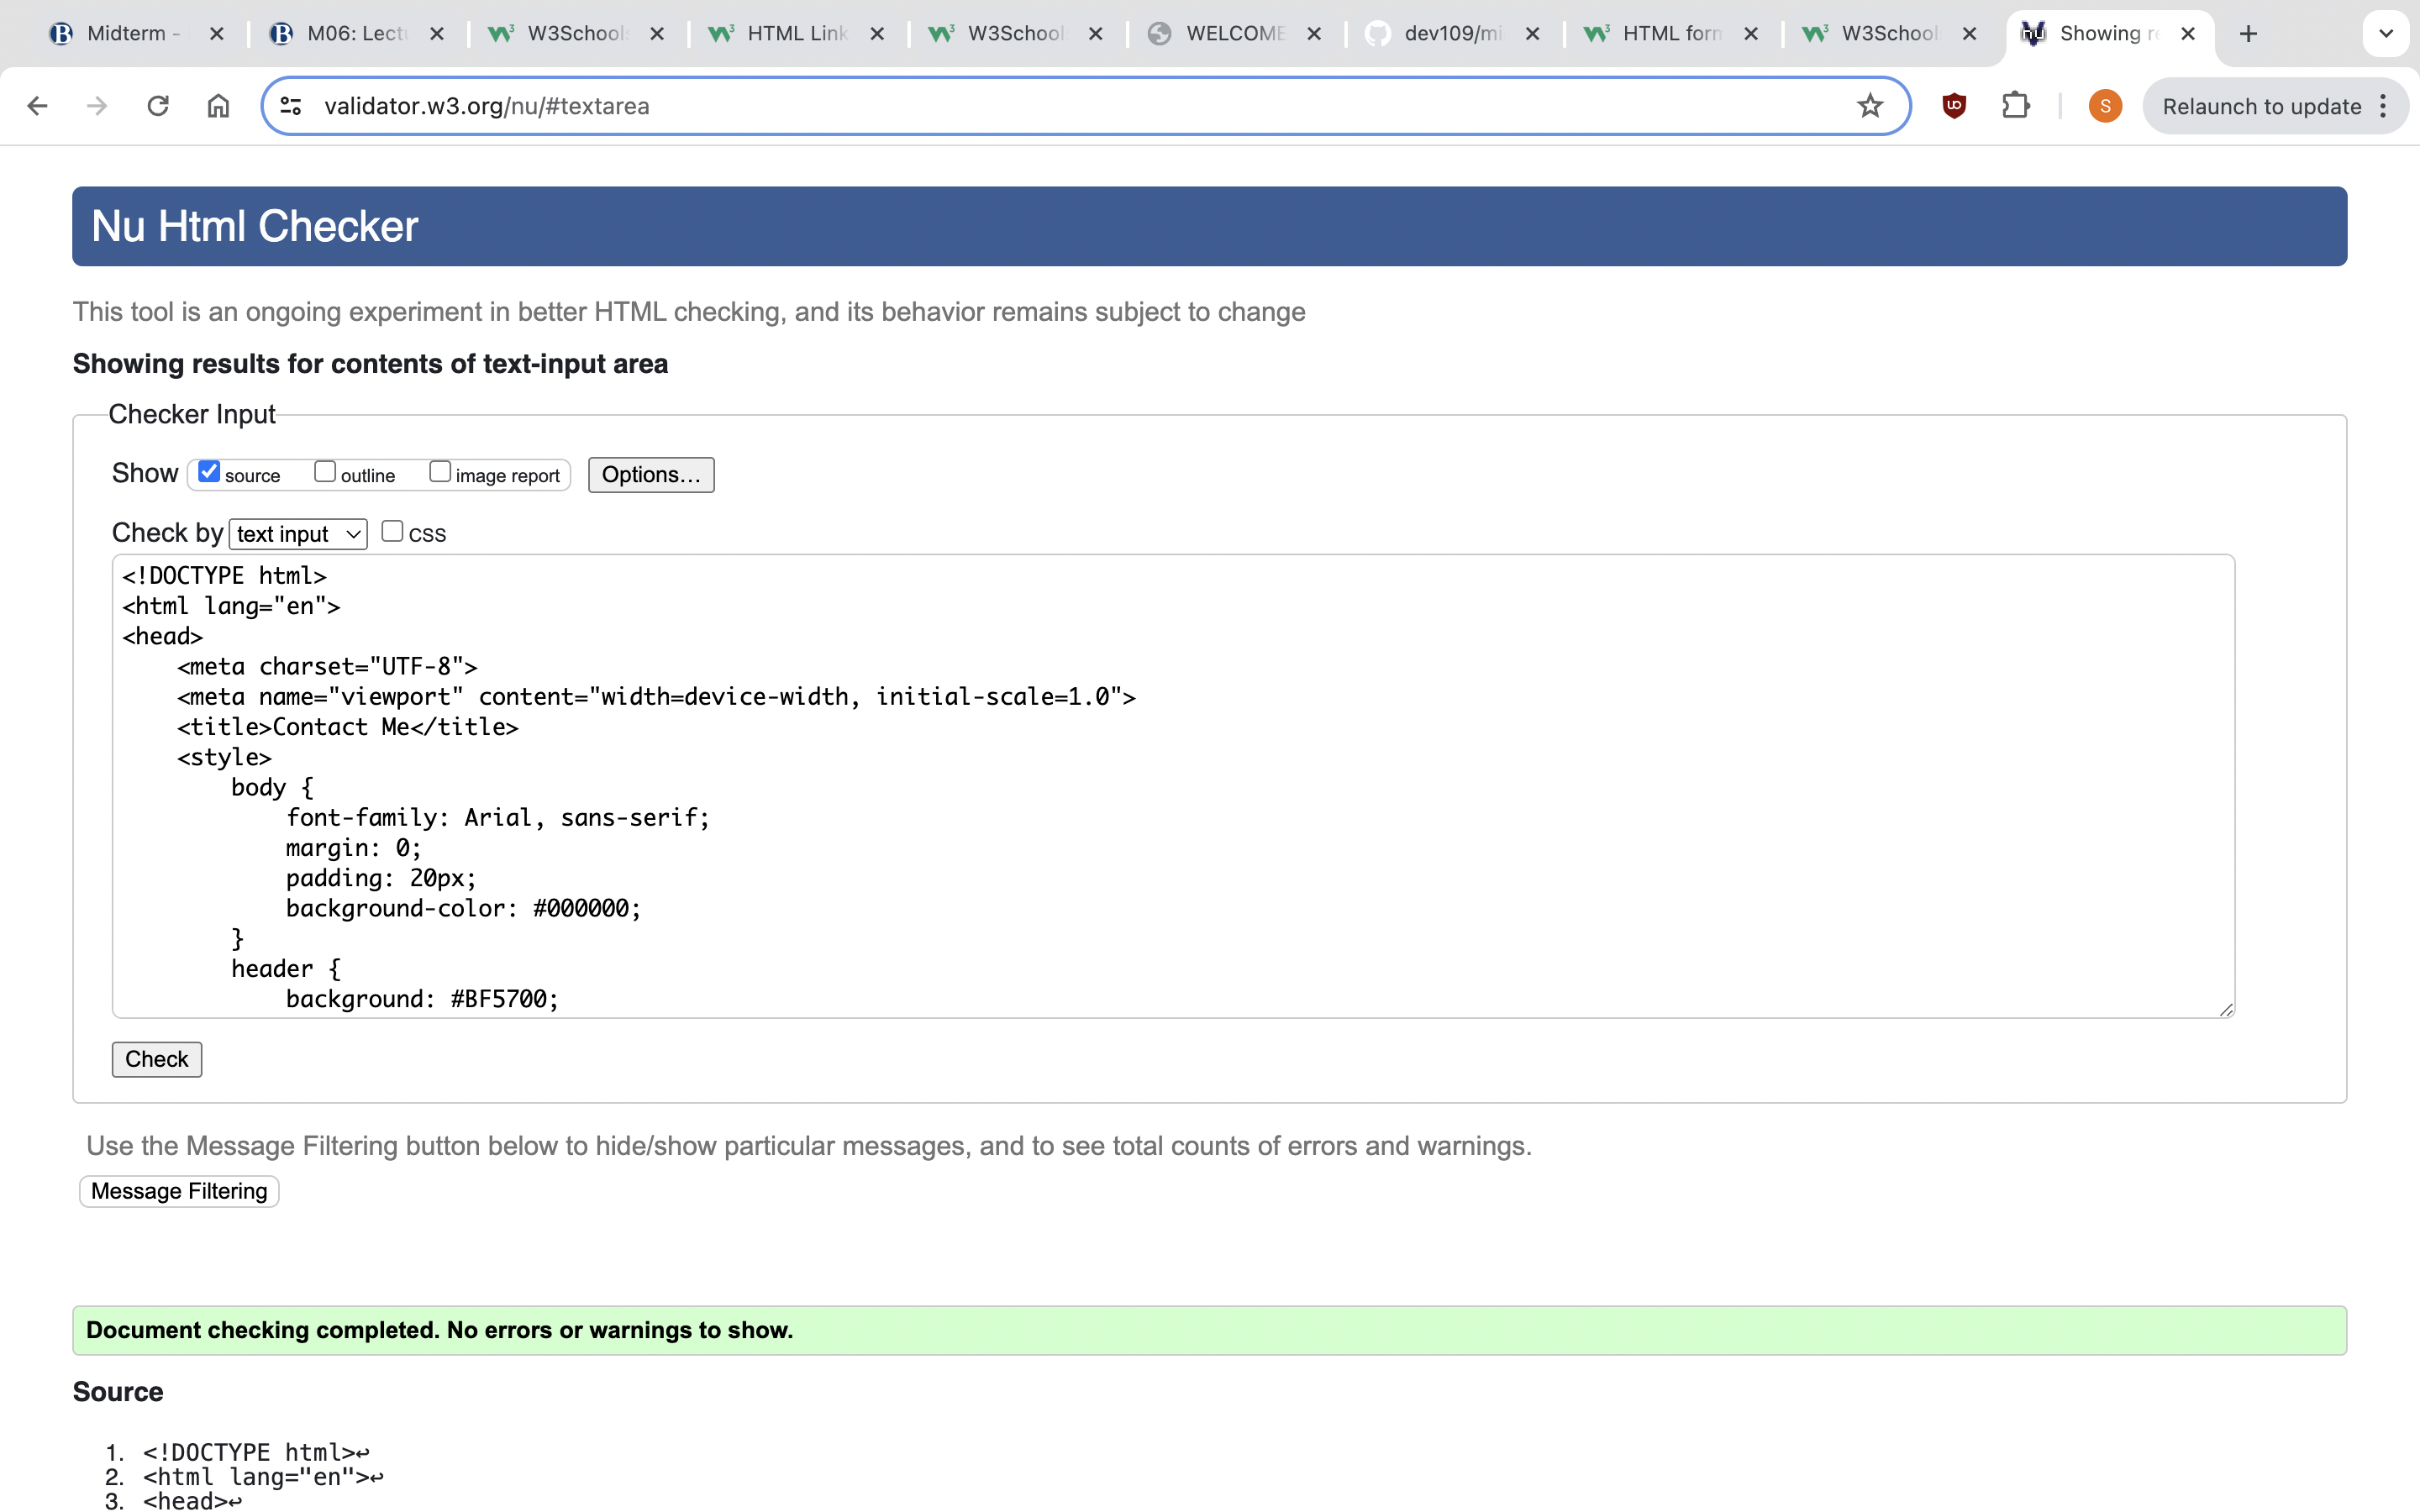 Midterm -
M06: Lect
W3School
HTML Link
W3School
WELCOME
dev109/mi
HTML form
W3School
Showing re
validator.w3.org/nu/#textarea
S
Relaunch to update
Nu Html Checker
This tool is an ongoing experiment in better HTML checking, and its behavior remains subject to change
Showing results for contents of text-input area
Checker Input
Show source outline image report Options...
Check by text input CSS
<!DOCTYPE html>
<html lang="en">
<head>
    <meta charset="UTF-8">
    <meta name="viewport" content="width=device-width, initial-scale=1.0">
    <title>Contact Me</title>
    <style>
        body {
            font-family: Arial, sans-serif;
            margin: 0;
            padding: 20px;
            background-color: #000000;
        }
        header {
            background: #BF5700;
Check
Use the Message Filtering button below to hide/show particular messages, and to see total counts of errors and warnings.
Message Filtering
Document checking completed. No errors or warnings to show.
Source
1. <!DOCTYPE html>↩
2. <html lang="en">↩
3. <head>↩